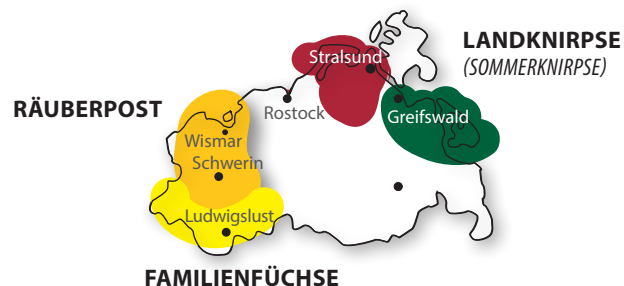 Stralsund
LANDKNIRPSE
(SOMMERKNIRPSE)
RÄUBERPOST
Rostock
Greifswald
Wismar
Schwerin
Ludwigslust
FAMILIENFÜCHSE